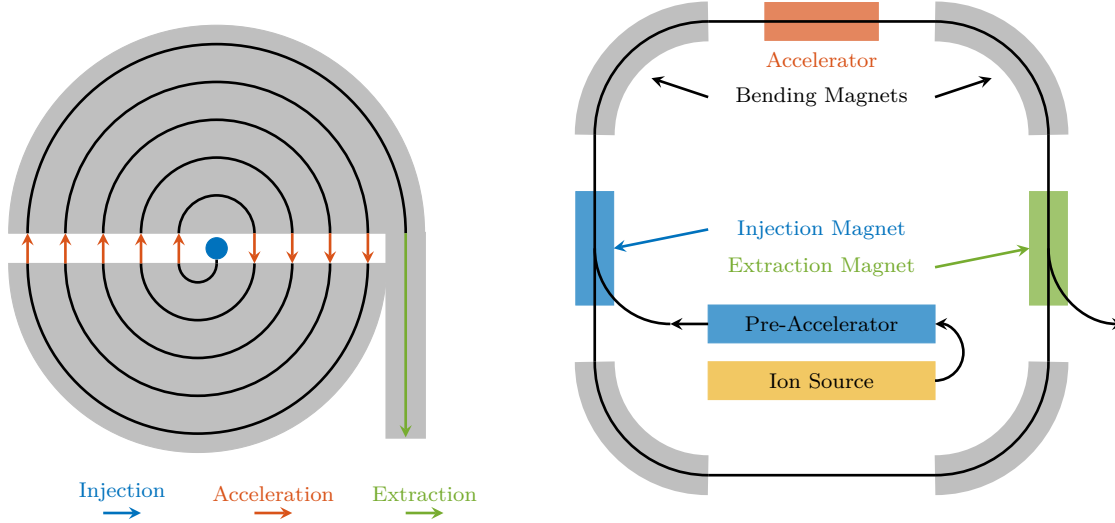 Injection
Acceleration
Extraction
Accelerator
Bending Magnets
Injection Magnet
Extraction Magnet
Pre-Accelerator
Ion Source